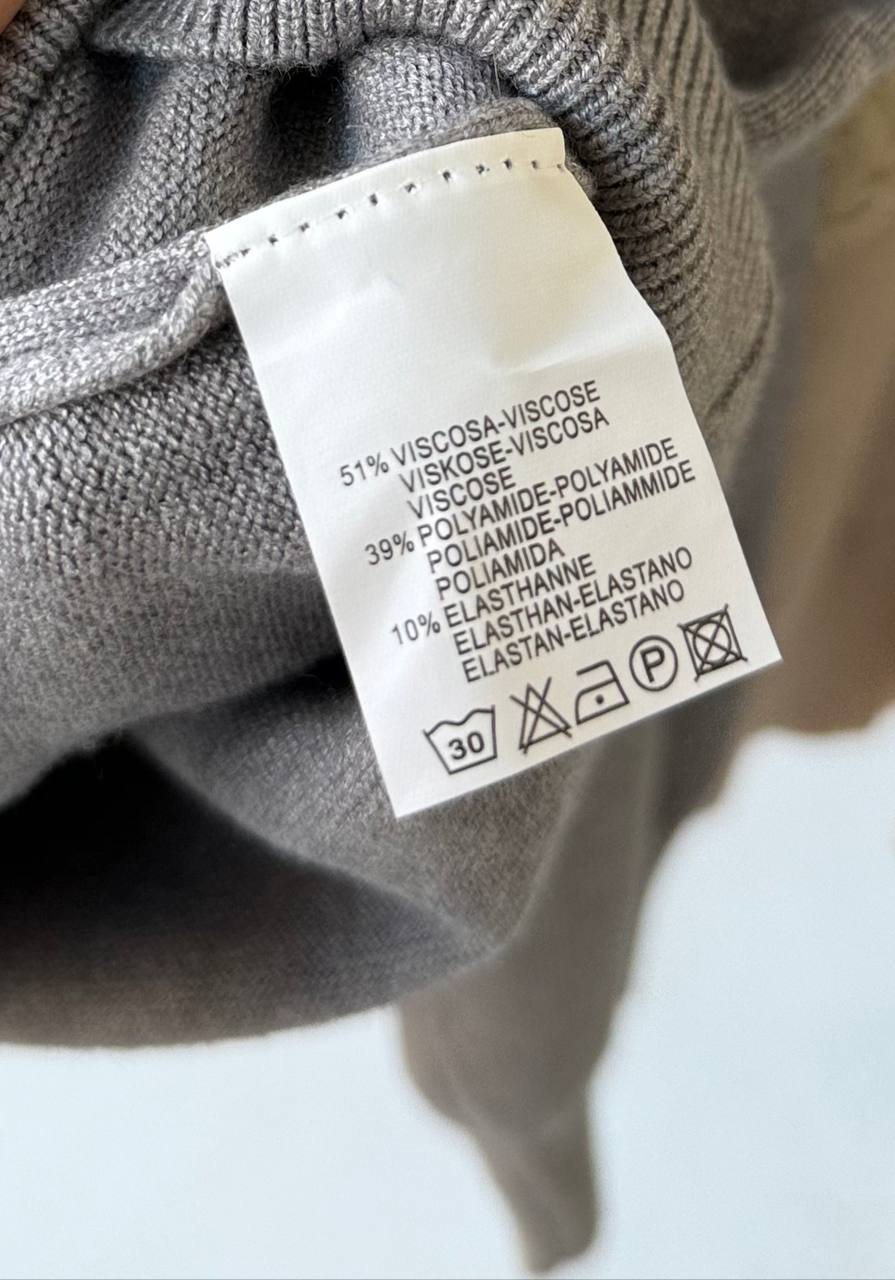 51% VISCOSA-VISCOSE
VISKOSE-VISCOSA
VISCOSE
39% POLYAMIDE-POLYAMIDE
POLIAMIDE-POLIAMMIDE
POLIAMIDA
10% ELASTHANNE
ELASTHAN-ELASTANO
ELASTAN-ELASTANO
30 P